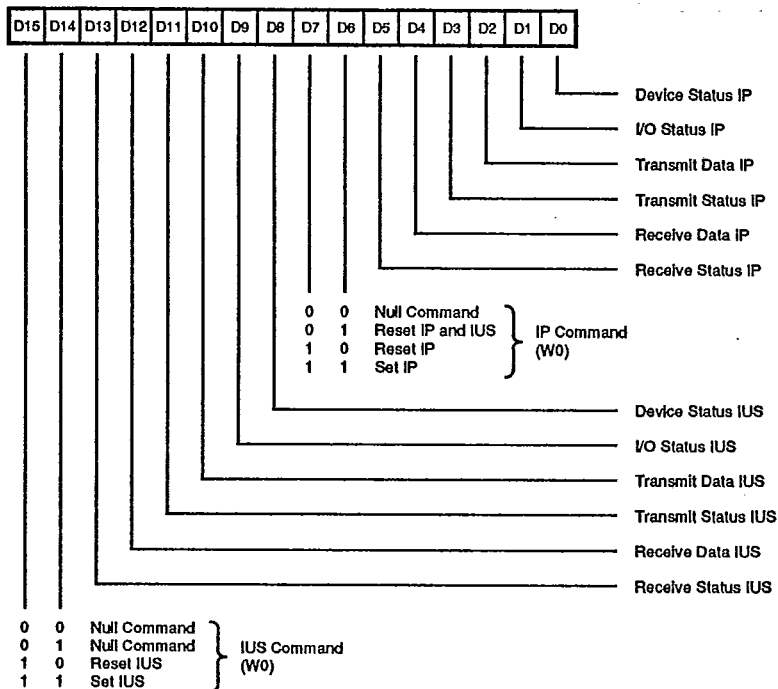 D15 D14 D13 D12 D11 D10 D9 D8 D7 D6 D5 D4 D3 D2 D1 D0
Device Status IP
I/O Status IP
Transmit Data IP
Transmit Status IP
Receive Data IP
Receive Status IP
0 0 Null Command
0 1 Reset IP and IUS
1 0 Reset IP
1 1 Set IP
IP Command
(W0)
Device Status IUS
I/O Status IUS
Transmit Data IUS
Transmit Status IUS
Receive Data IUS
Receive Status IUS
0 0 Null Command
0 1 Null Command
1 0 Reset IUS
1 1 Set IUS
IUS Command
(W0)